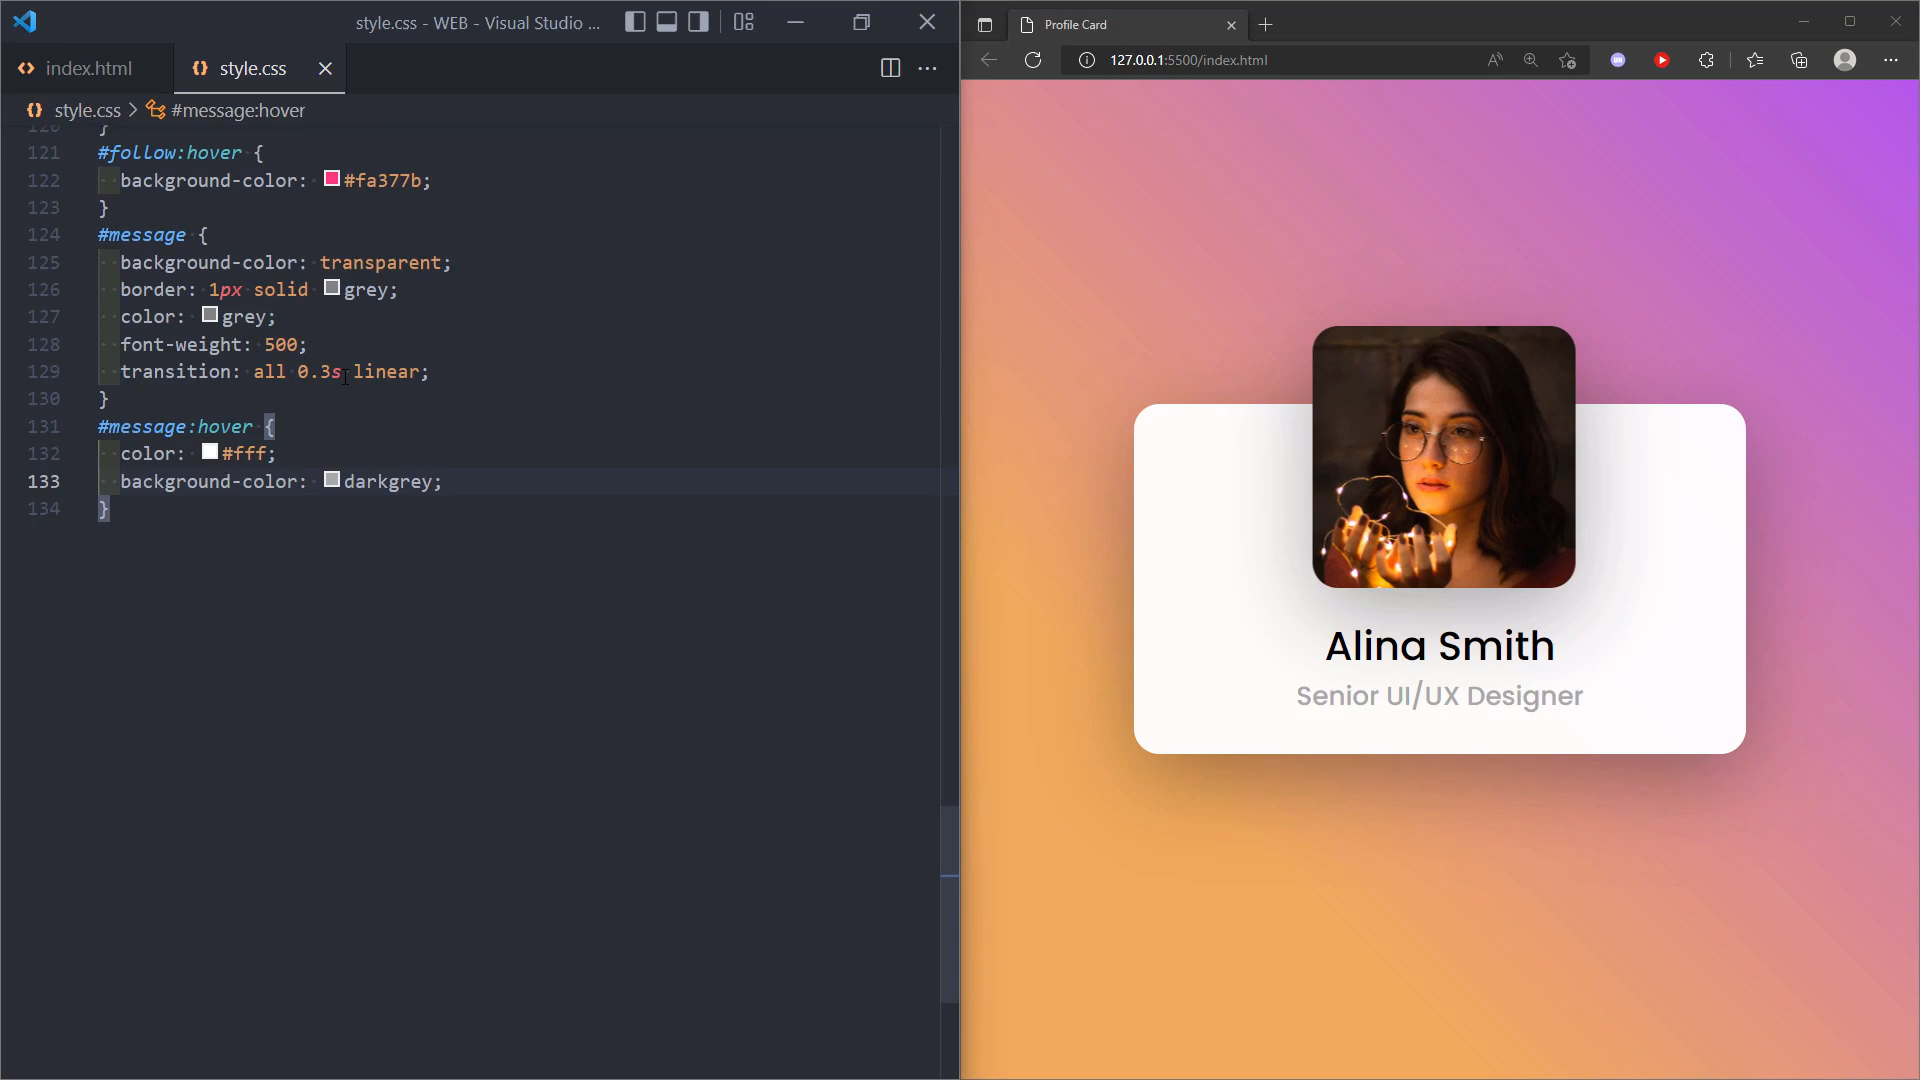 style.css - WEB - Visual Studio ...
index.html
style.css
style.css > #message:hover
120 }
121 #follow:hover {
122 background-color: #fa377b;
123 }
124 #message {
125 background-color: transparent;
126 border: 1px solid grey;
127 color: grey;
128 font-weight: 500;
129 transition: all 0.3s linear;
130 }
131 #message:hover {
132 color: #fff;
133 background-color: darkgrey;
134 }
Profile Card
127.0.0.1:5500/index.html
Alina Smith
Senior UI/UX Designer